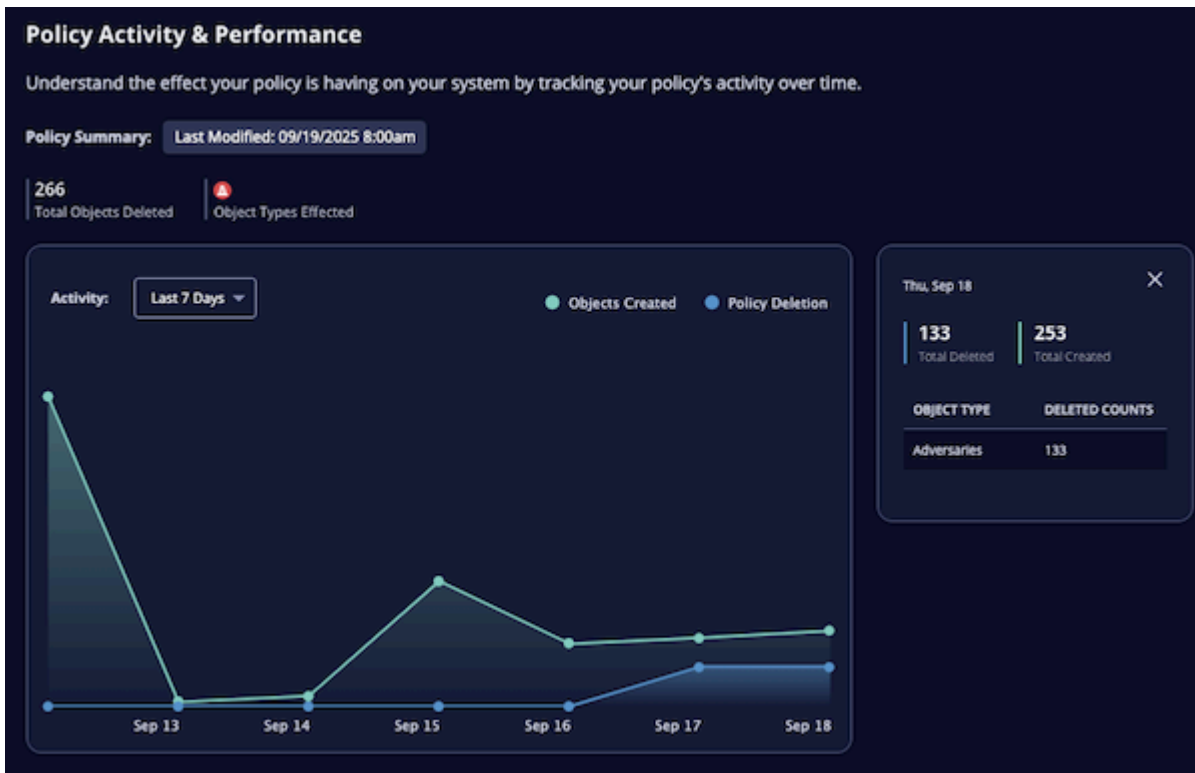 Policy Activity & Performance
Understand the effect your policy is having on your system by tracking your policy's activity over time.
Policy Summary: Last Modified: 09/19/2025 8:00am
266
Total Objects Deleted
Object Types Effected
Activity: Last 7 Days
Objects Created Policy Deletion
Sep 13 Sep 14 Sep 15 Sep 16 Sep 17 Sep 18
Thu, Sep 18
133 253
Total Deleted Total Created
OBJECT TYPE DELETED COUNTS
Adversaries 133